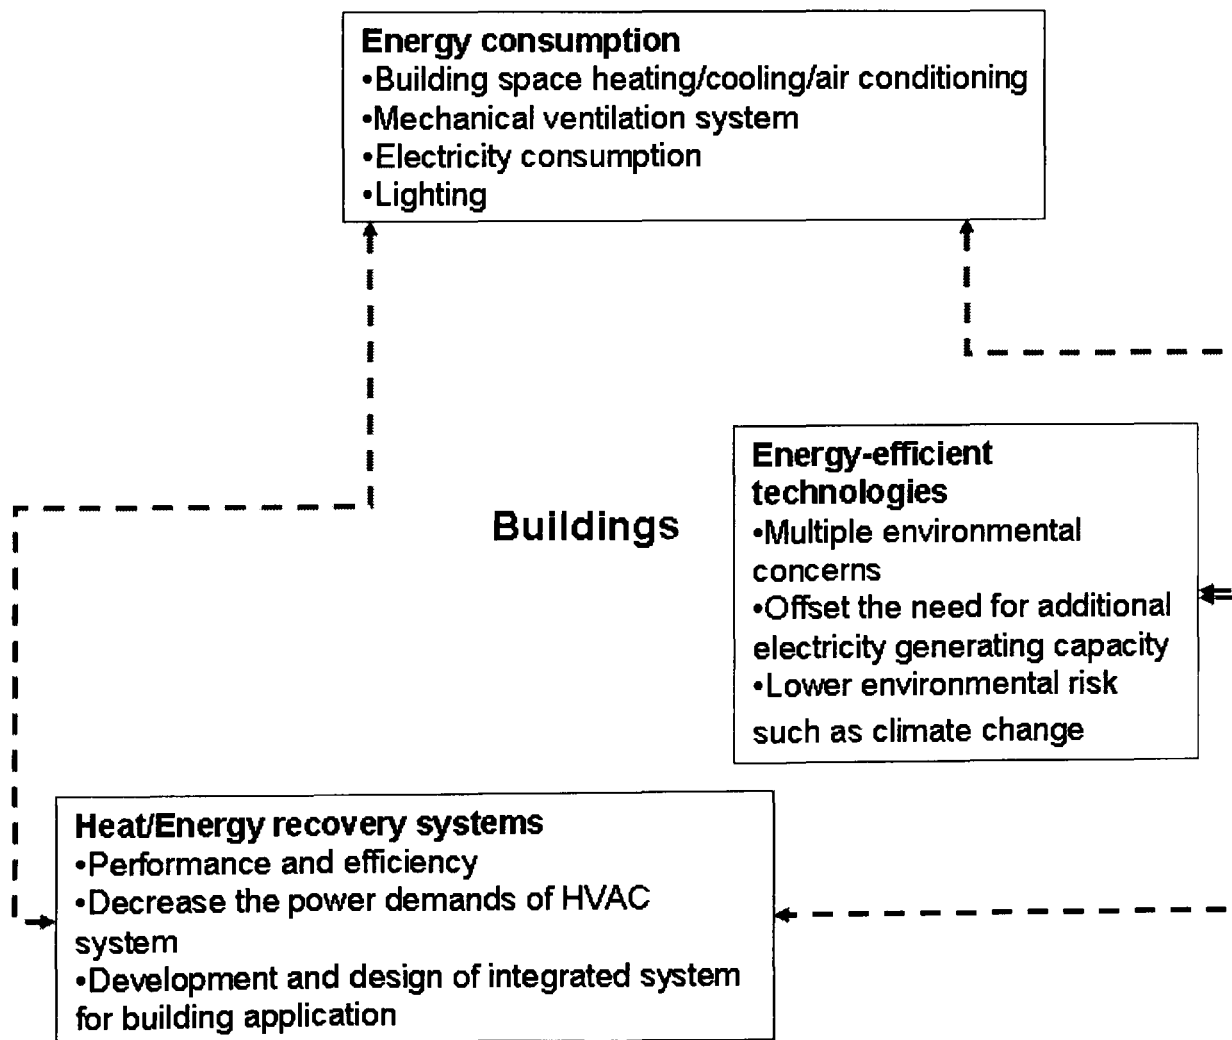 Energy consumption
•Building space heating/cooling/air conditioning
•Mechanical ventilation system
•Electricity consumption
•Lighting
Buildings
Energy-efficient
technologies
•Multiple environmental
concerns
•Offset the need for additional
electricity generating capacity
•Lower environmental risk
such as climate change
Heat/Energy recovery systems
•Performance and efficiency
•Decrease the power demands of HVAC
system
•Development and design of integrated system
for building application